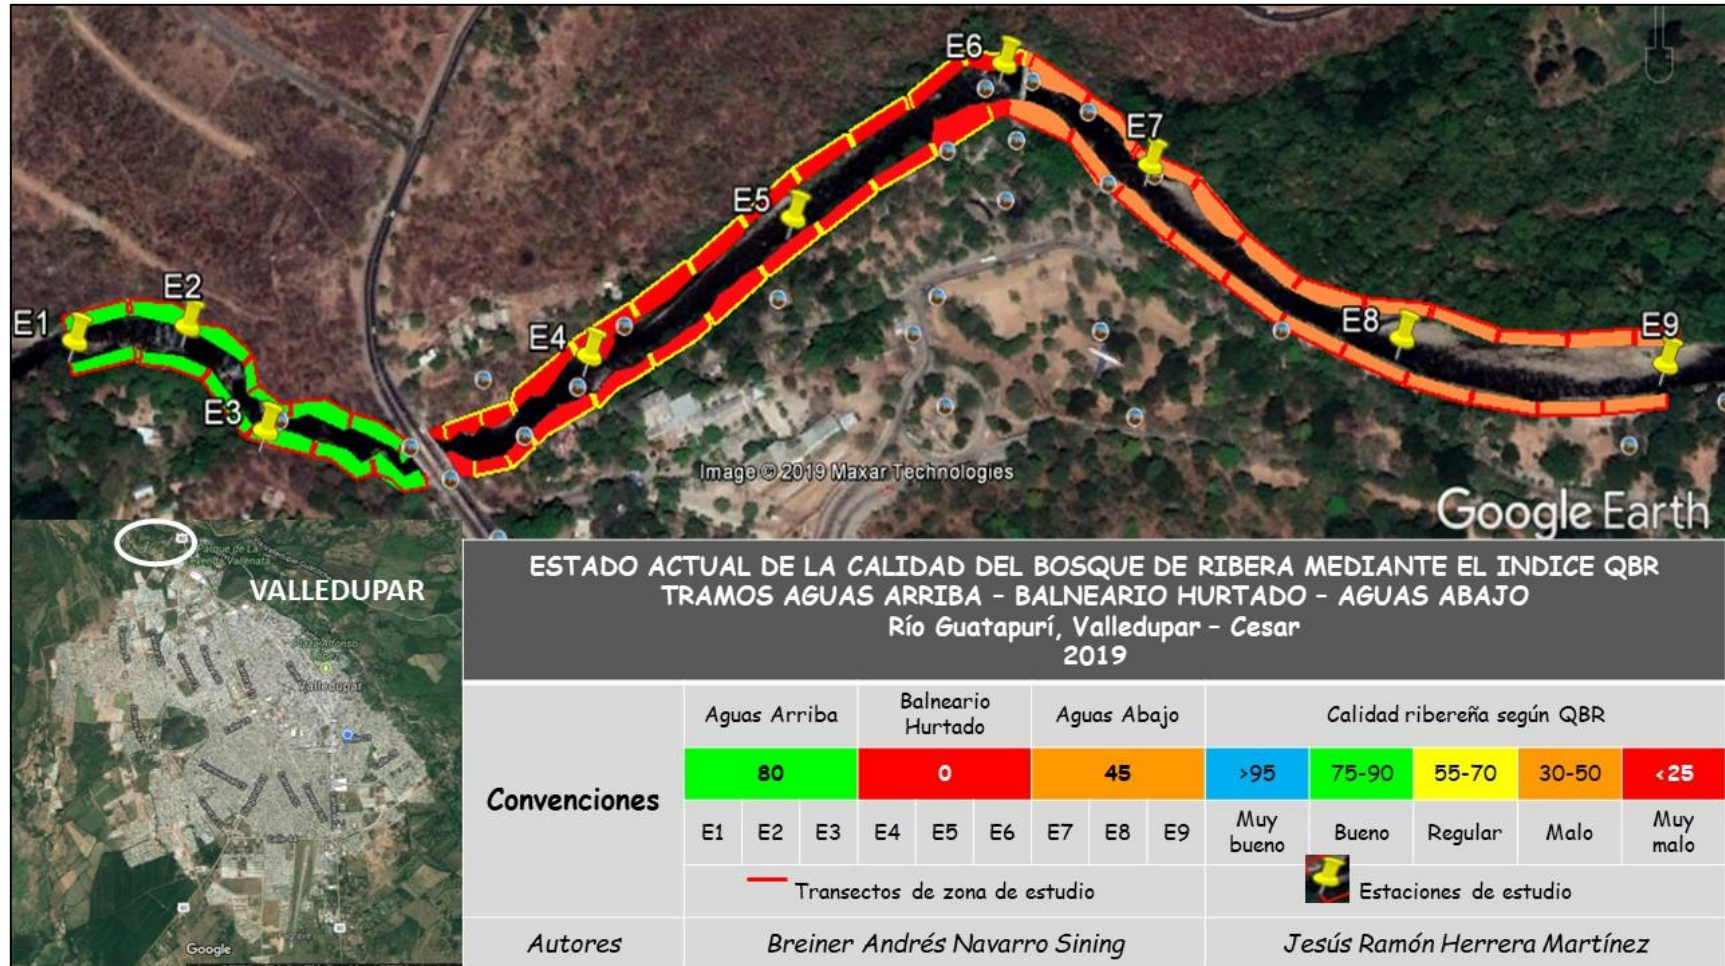 E6
E7
E5
E2
E1
E4
E8
E9
E3
Image © 2019 Maxar Technologies
Google Earth
Parque de La
VALLEDUPAR
Valledupar
Google
ESTADO ACTUAL DE LA CALIDAD DEL BOSQUE DE RIBERA MEDIANTE EL INDICE QBR
TRAMOS AGUAS ARRIBA – BALNEARIO HURTADO – AGUAS ABAJO
Río Guatapurí, Valledupar – Cesar
2019
Convenciones
Aguas Arriba
Balneario
Hurtado
Aguas Abajo
Calidad ribereña según QBR
80
0
45
>95
75-90
55-70
30-50
<25
E1
E2
E3
E4
E5
E6
E7
E8
E9
Muy
bueno
Bueno
Regular
Malo
Muy
malo
Transectos de zona de estudio
Estaciones de estudio
Autores
Breiner Andrés Navarro Sining
Jesús Ramón Herrera Martínez